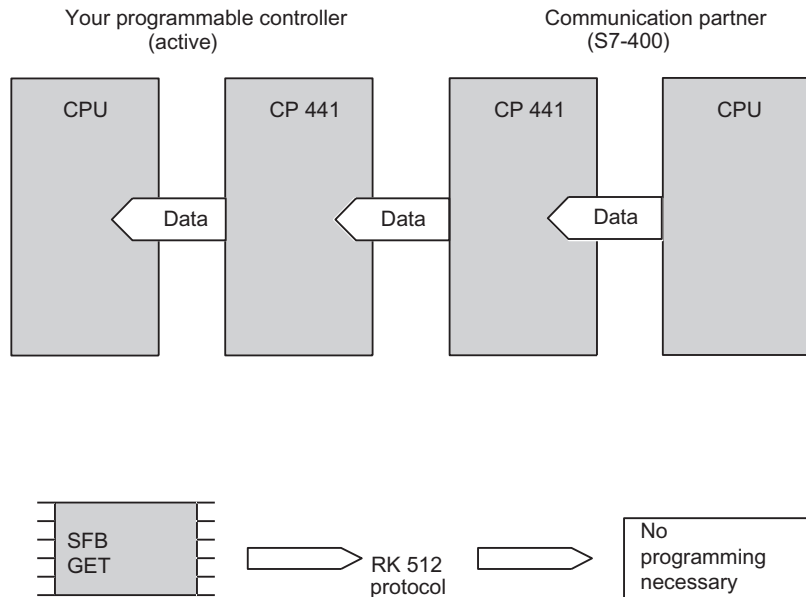 Your programmable controller
(active)
Communication partner
(S7-400)
CPU
CP 441
CP 441
CPU
Data
Data
Data
SFB
GET
RK 512
protocol
No
programming
necessary